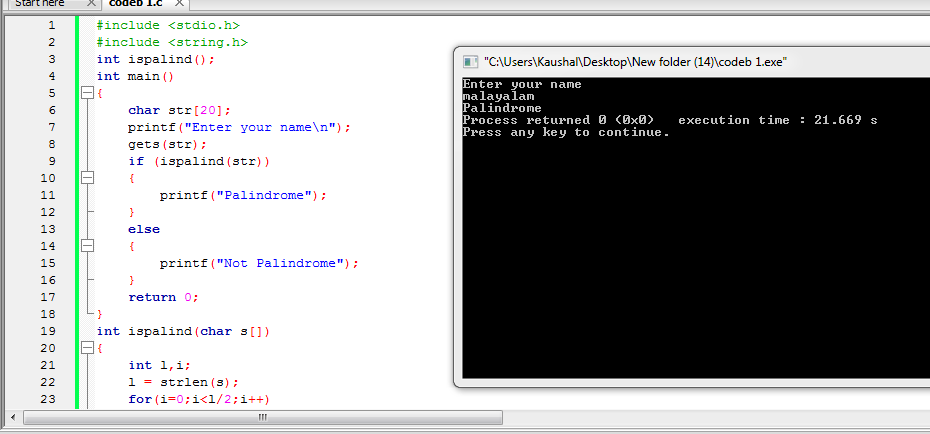 Start here codeb 1.c
1 #include <stdio.h>
2 #include <string.h>
3 int ispalind();
4 int main()
5 {
6 char str[20];
7 printf("Enter your name\n");
8 gets(str);
9 if (ispalind(str))
10 {
11 printf("Palindrome");
12 }
13 else
14 {
15 printf("Not Palindrome");
16 }
17 return 0;
18 }
19 int ispalind(char s[])
20 {
21 int l,i;
22 l = strlen(s);
23 for(i=0;i<l/2;i++)
"C:\Users\Kaushal\Desktop\New folder (14)\codeb 1.exe"
Enter your name
malayalam
Palindrome
Process returned 0 (0x0) execution time : 21.669 s
Press any key to continue.